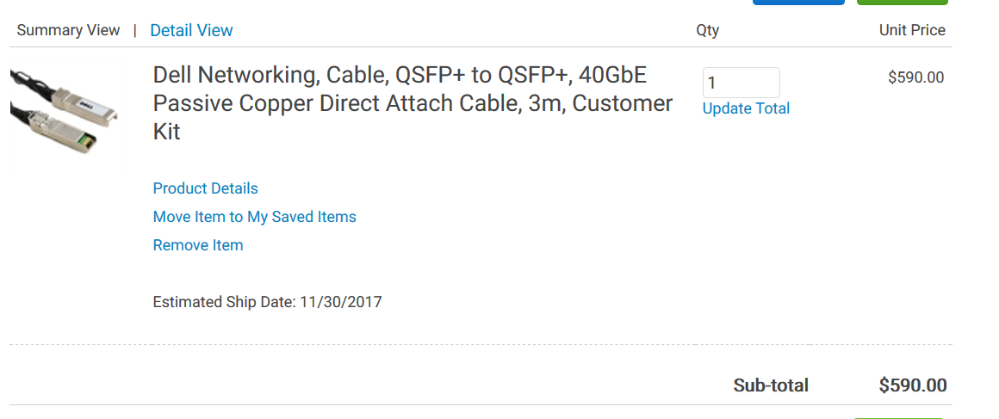 Summary View | Detail View Qty Unit Price
Dell Networking, Cable, QSFP+ to QSFP+, 40GbE
Passive Copper Direct Attach Cable, 3m, Customer
Kit
1
Update Total
$590.00
DELL
Product Details
Move Item to My Saved Items
Remove Item
Estimated Ship Date: 11/30/2017
Sub-total $590.00